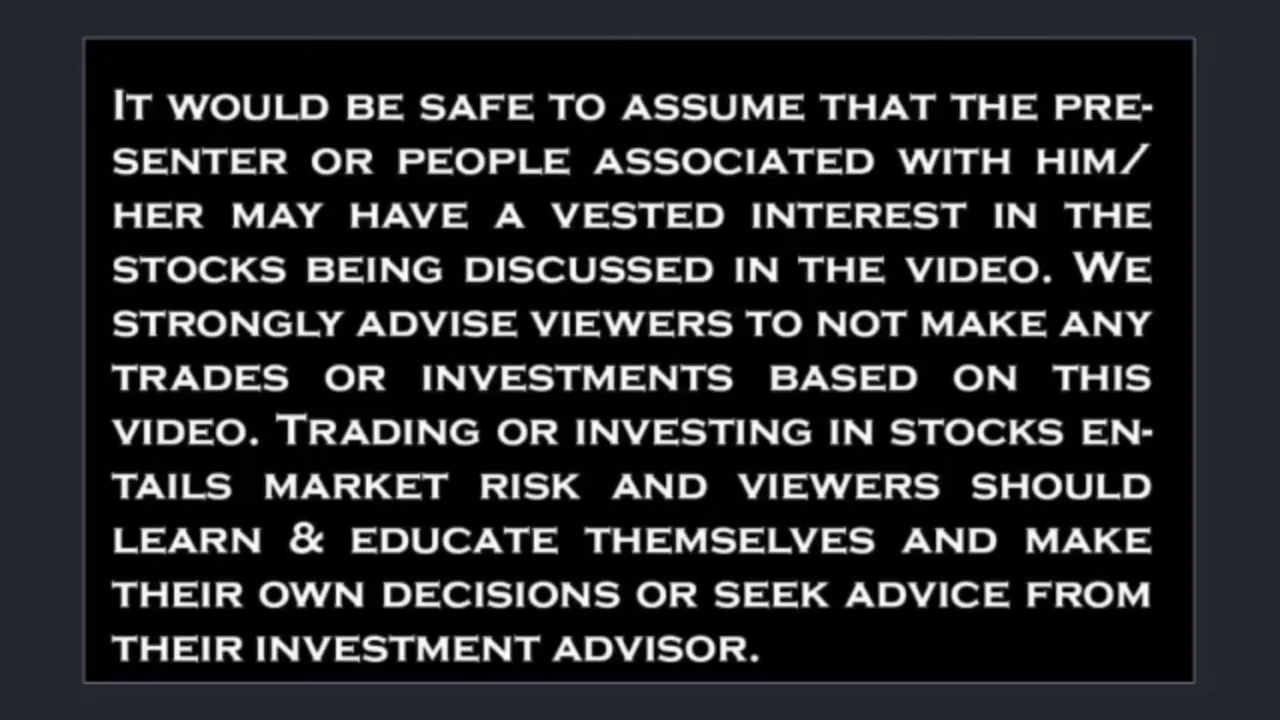 It would be safe to assume that the pre-
senter or people associated with him/
her may have a vested interest in the
stocks being discussed in the video. We
strongly advise viewers to not make any
trades or investments based on this
video. Trading or investing in stocks en-
tails market risk and viewers should
learn & educate themselves and make
their own decisions or seek advice from
their investment advisor.